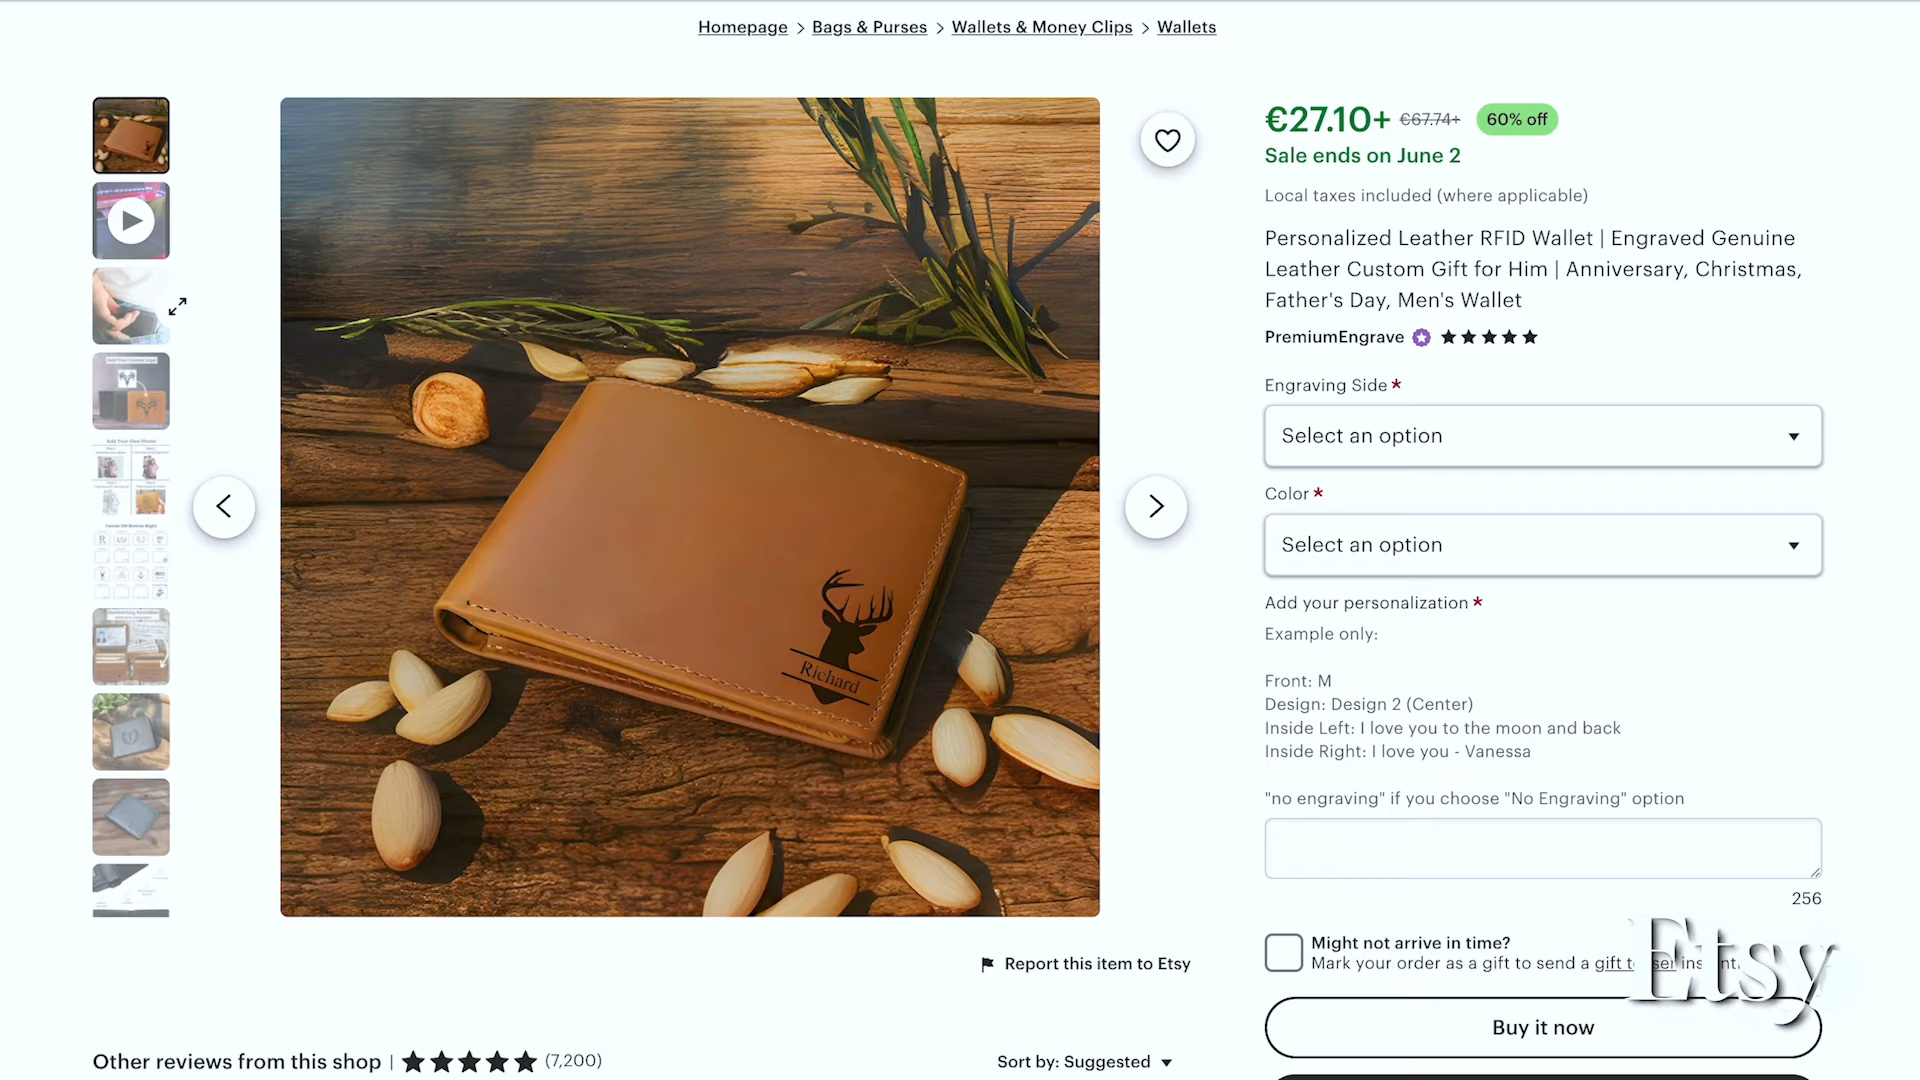 Homepage > Bags & Purses > Wallets & Money Clips > Wallets
€27.10+ €67.74+ 60% off
Sale ends on June 2
Local taxes included (where applicable)
Personalized Leather RFID Wallet | Engraved Genuine
Leather Custom Gift for Him | Anniversary, Christmas,
Father's Day, Men's Wallet
PremiumEngrave
Engraving Side *
Select an option
Color *
Select an option
Add your personalization *
Example only:
Front: M
Design: Design 2 (Center)
Inside Left: I love you to the moon and back
Inside Right: I love you - Vanessa
"no engraving" if you choose "No Engraving" option
256
Might not arrive in time?
Mark your order as a gift to send a gift
Etsy
Buy it now
Richard
Report this item to Etsy
Other reviews from this shop | (7,200)
Sort by: Suggested
Add Your Own Photo